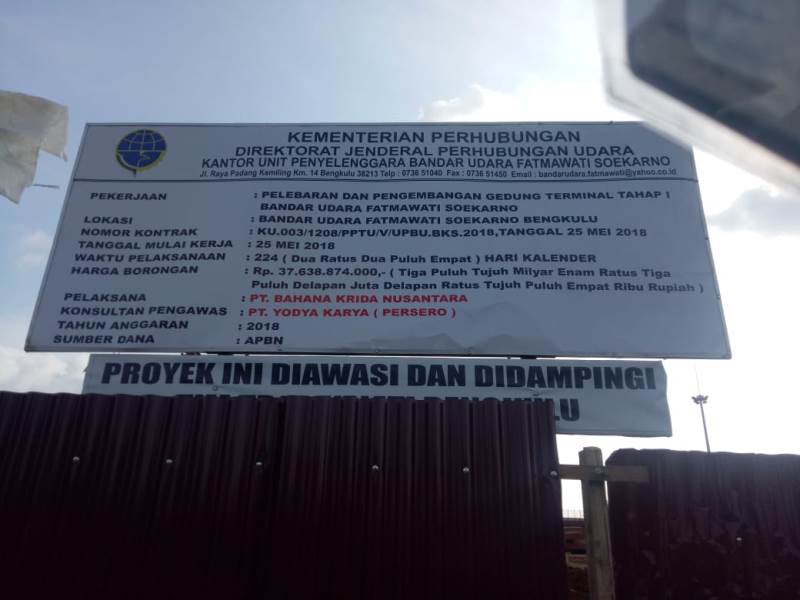 KEMENTERIAN PERHUBUNGAN
DIREKTORAT JENDERAL PERHUBUNGAN UDARA
KANTOR UNIT PENYELENGGARA BANDAR UDARA FATMAWATI SOEKARNO
Jl. Raya Padang Kemiling Km. 14 Bengkulu 38213 Telp : 0736 51040 Fax : 0736 51450 Email : bandarudara.fatmawati@yahoo.co.id
PEKERJAAN : PELEBARAN DAN PENGEMBANGAN GEDUNG TERMINAL TAHAP I
BANDAR UDARA FATMAWATI SOEKARNO
LOKASI : BANDAR UDARA FATMAWATI SOEKARNO BENGKULU
NOMOR KONTRAK : KU.003/1208/PPTU/V/UPBU.BKS.2018,TANGGAL 25 MEI 2018
TANGGAL MULAI KERJA : 25 MEI 2018
WAKTU PELAKSANAAN : 224 ( Dua Ratus Dua Puluh Empat ) HARI KALENDER
HARGA BORONGAN : Rp. 37.638.874.000,- ( Tiga Puluh Tujuh Milyar Enam Ratus Tiga
Puluh Delapan Juta Delapan Ratus Tujuh Puluh Empat Ribu Rupiah )
PELAKSANA : PT. BAHANA KRIDA NUSANTARA
KONSULTAN PENGAWAS : PT. YODYA KARYA ( PERSERO )
TAHUN ANGGARAN : 2018
SUMBER DANA : APBN
PROYEK INI DIAWASI DAN DIDAMPINGI